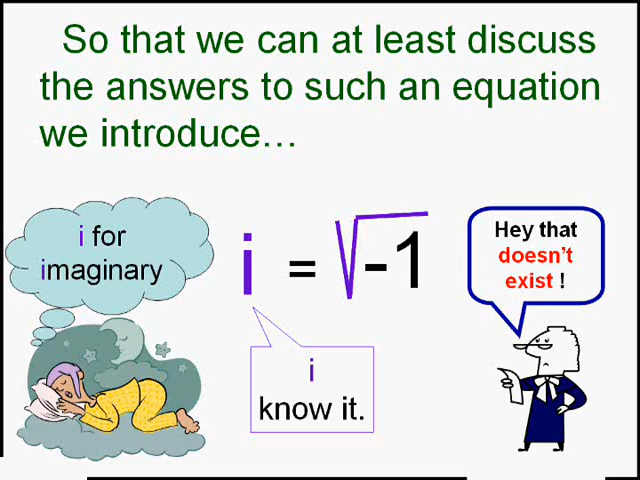 So that we can at least discuss
the answers to such an equation
we introduce…
i for
imaginary
i = √-1
Hey that
doesn't
exist !
i
know it.